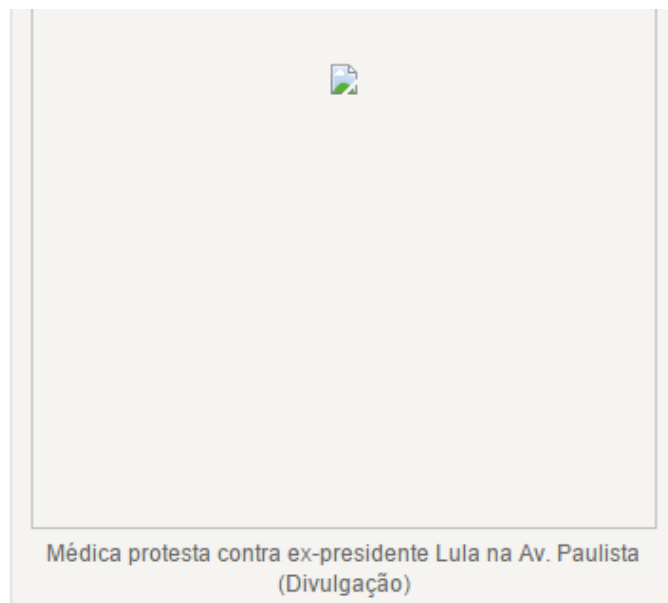 Médica protesta contra ex-presidente Lula na Av. Paulista
(Divulgação)